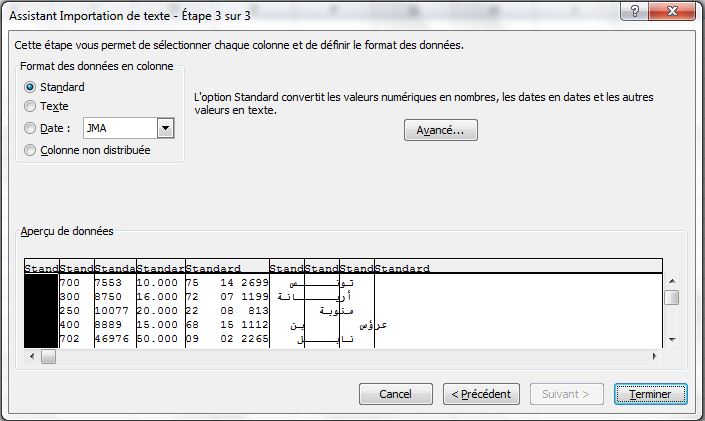 Assistant Importation de texte - Étape 3 sur 3
Cette étape vous permet de sélectionner chaque colonne et de définir le format des données.
Format des données en colonne
Standard
Texte
Date : JMA
Colonne non distribuée
L'option Standard convertit les valeurs numériques en nombres, les dates en dates et les autres
valeurs en texte.
Avancé...
Aperçu de données
Stand Stand Standa Standar Standard Stand Stand Stand Standard
700 7553 10.000 75 14 2699 تونـــــــس
300 8750 16.000 72 07 1199 أريـــــــانة
250 10077 20.000 22 08 813 منوبة
400 8889 15.000 68 15 1112 بن عروس
702 46976 50.000 09 02 2265 نابـــــــل
Cancel
< Précédent
Suivant >
Terminer